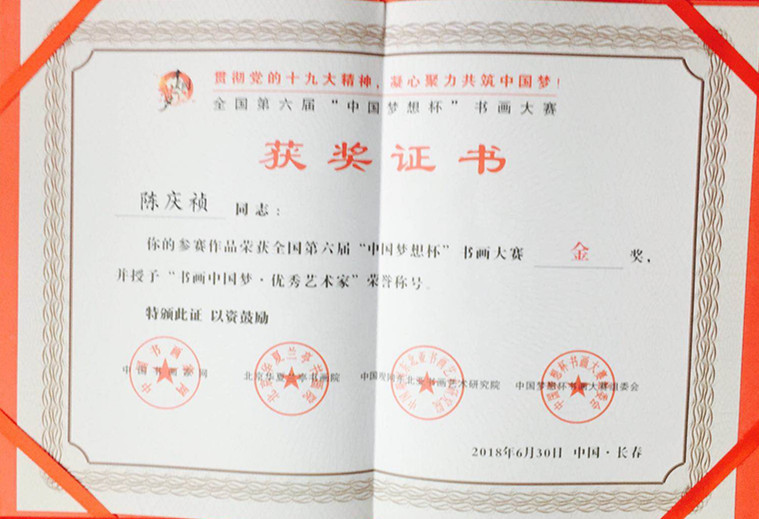 贯彻党的十九大精神，凝心聚力共筑中国梦！
全国第六届“中国梦想杯”书画大赛
获奖证书
陈庆祯 同志：
你的参赛作品荣获全国第六届“中国梦想杯”书画大赛 金 奖，
并授予“书画中国梦·优秀艺术家”荣誉称号。
特颁此证 以资鼓励
中国书画家网 北京华夏兰亭书画院 东北亚书画艺术研究院 中国梦想杯书画大赛组委会
2018年6月30日 中国·长春